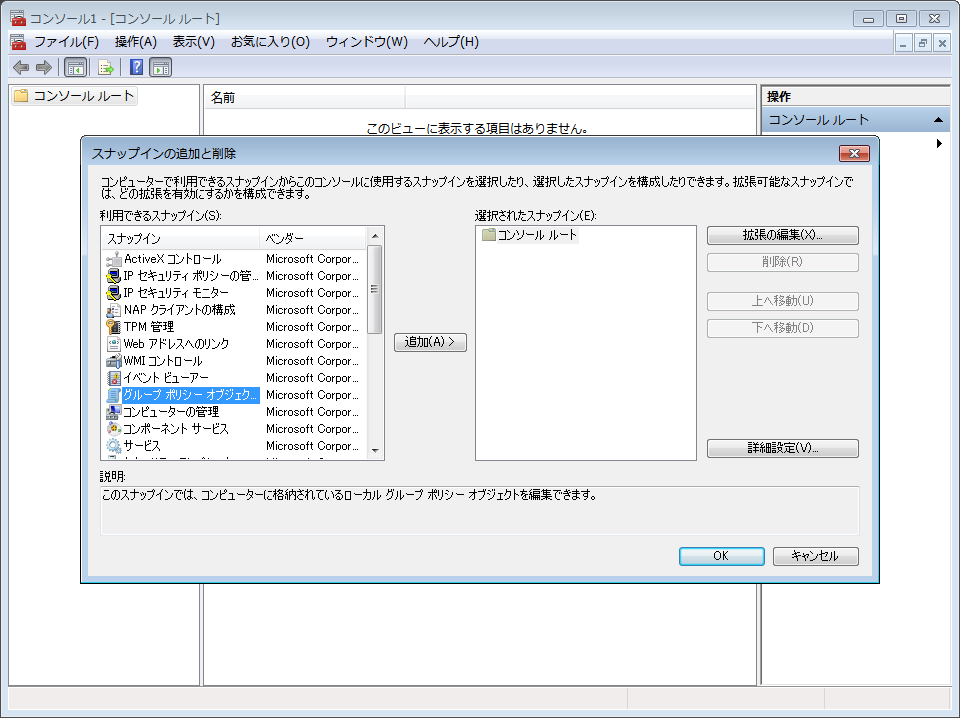 コンソール1 - [コンソール ルート]
ファイル(F) 操作(A) 表示(V) お気に入り(O) ウィンドウ(W) ヘルプ(H)
コンソール ルート
名前
このビューに表示する項目はありません。
操作
コンソール ルート
スナップインの追加と削除
コンピューターで利用できるスナップインからこのコンソールに使用するスナップインを選択したり、選択したスナップインを構成したりできます。拡張可能なスナップインで
は、どの拡張を有効にするかを構成できます。
利用できるスナップイン(S):
スナップイン ベンダー
ActiveX コントロール Microsoft Corpor...
IP セキュリティ ポリシーの管... Microsoft Corpor...
IP セキュリティ モニター Microsoft Corpor...
NAP クライアントの構成 Microsoft Corpor...
TPM 管理 Microsoft Corpor...
Web アドレスへのリンク Microsoft Corpor...
WMI コントロール Microsoft Corpor...
イベント ビューアー Microsoft Corpor...
グループ ポリシー オブジェク... Microsoft Corpor...
コンピューターの管理 Microsoft Corpor...
コンポーネント サービス Microsoft Corpor...
サービス Microsoft Corpor...
追加(A) >
選択されたスナップイン(E):
コンソール ルート
拡張の編集(X)...
削除(R)
上へ移動(U)
下へ移動(D)
詳細設定(V)...
説明:
このスナップインでは、コンピューターに格納されているローカル グループ ポリシー オブジェクトを編集できます。
OK キャンセル